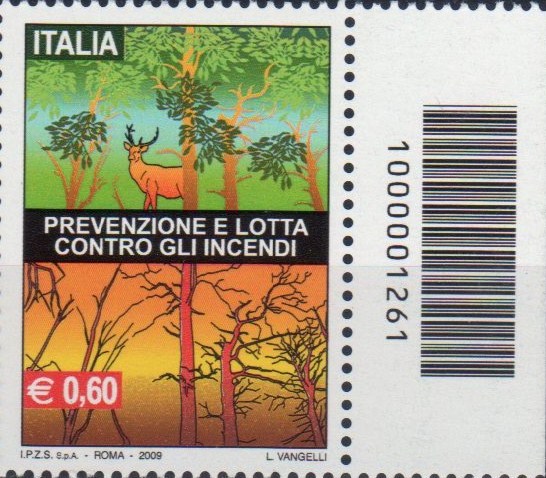 ITALIA
PREVENZIONE E LOTTA
CONTRO GLI INCENDI
€ 0,60
I.P.Z.S. S.p.A. - ROMA - 2009
L. VANGELLI
1000001261